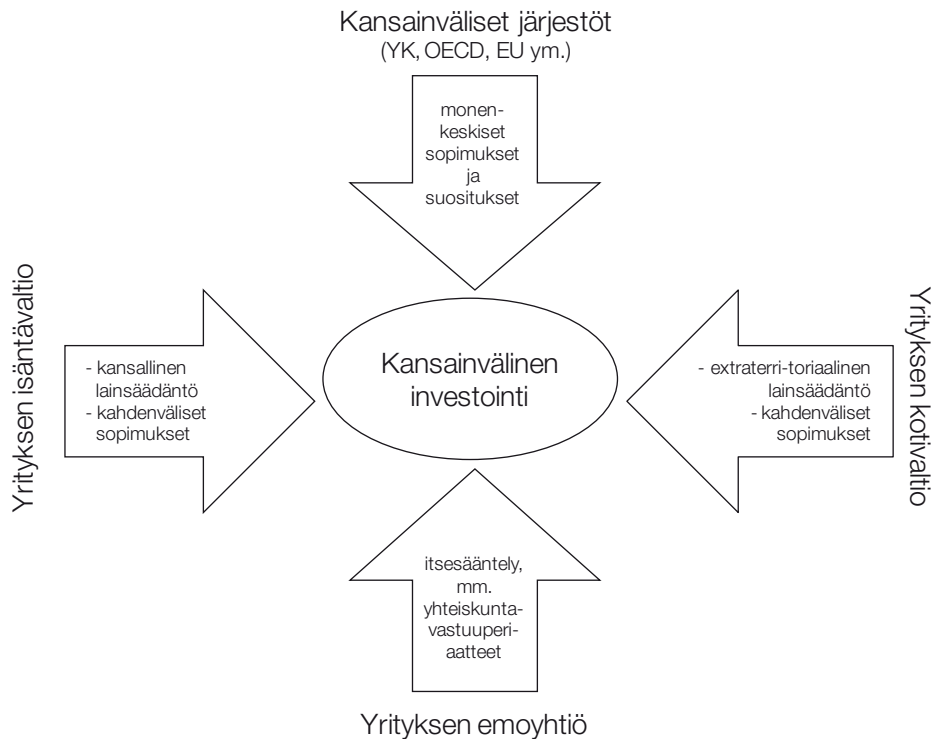 Kansainväliset järjestöt
(YK, OECD, EU ym.)
monen-
keskiset
sopimukset
ja
suositukset
Yrityksen isäntävaltio
- kansallinen
lainsäädäntö
- kahdenväliset
sopimukset
Kansainvälinen
investointi
- extraterri-toriaalinen
lainsäädäntö
- kahdenväliset
sopimukset
Yrityksen kotivaltio
itsesääntely,
mm.
yhteiskunta-
vastuuperi-
aatteet
Yrityksen emoyhtiö